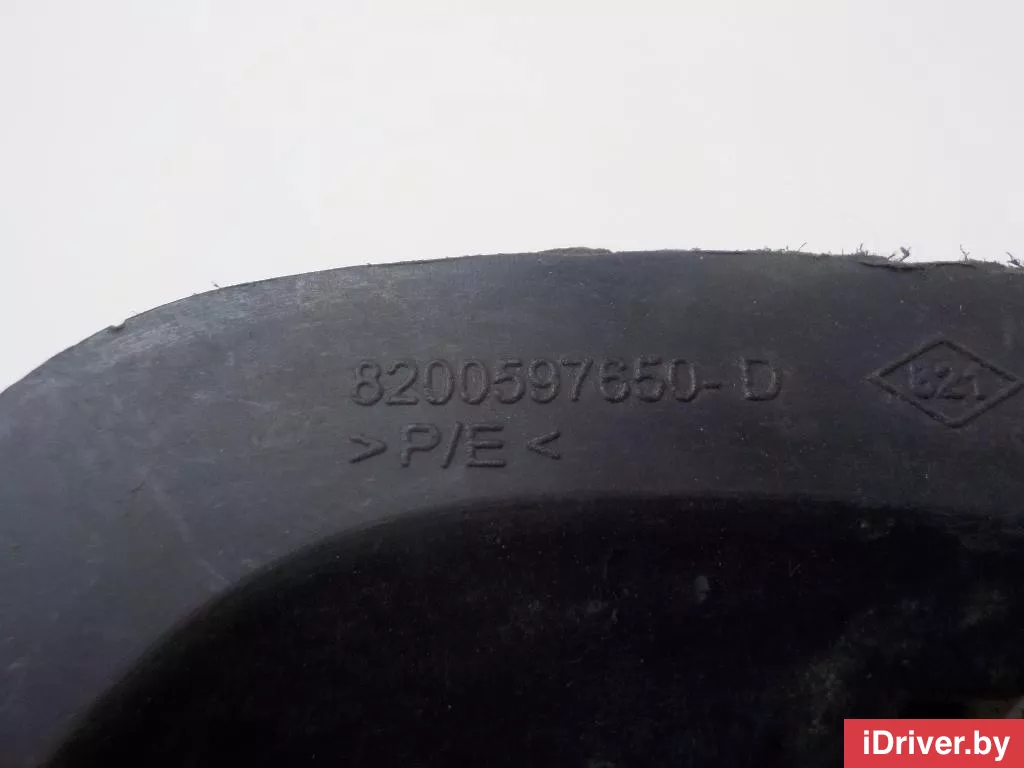 8200597650- D
> P/E <
iDriver.by